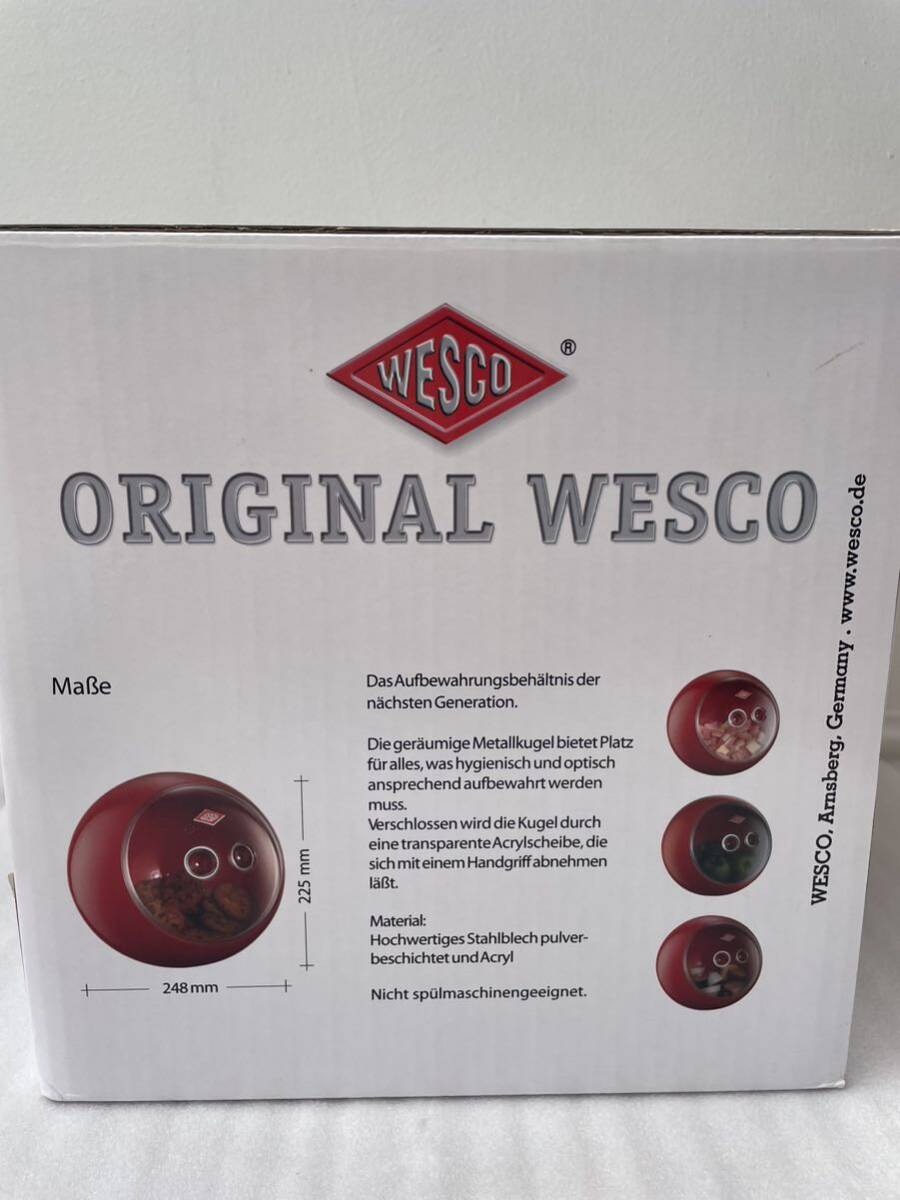 WESCO
®
ORIGINAL WESCO
Maße
225 mm
248 mm
Das Aufbewahrungsbehältnis der
nächsten Generation.
Die geräumige Metallkugel bietet Platz
für alles, was hygienisch und optisch
ansprechend aufbewahrt werden
muss.
Verschlossen wird die Kugel durch
eine transparente Acrylscheibe, die
sich mit einem Handgriff abnehmen
läßt.
Material:
Hochwertiges Stahlblech pulver-
beschichtet und Acryl
Nicht spülmaschinengeeignet.
WESCO, Arnsberg, Germany . www.wesco.de